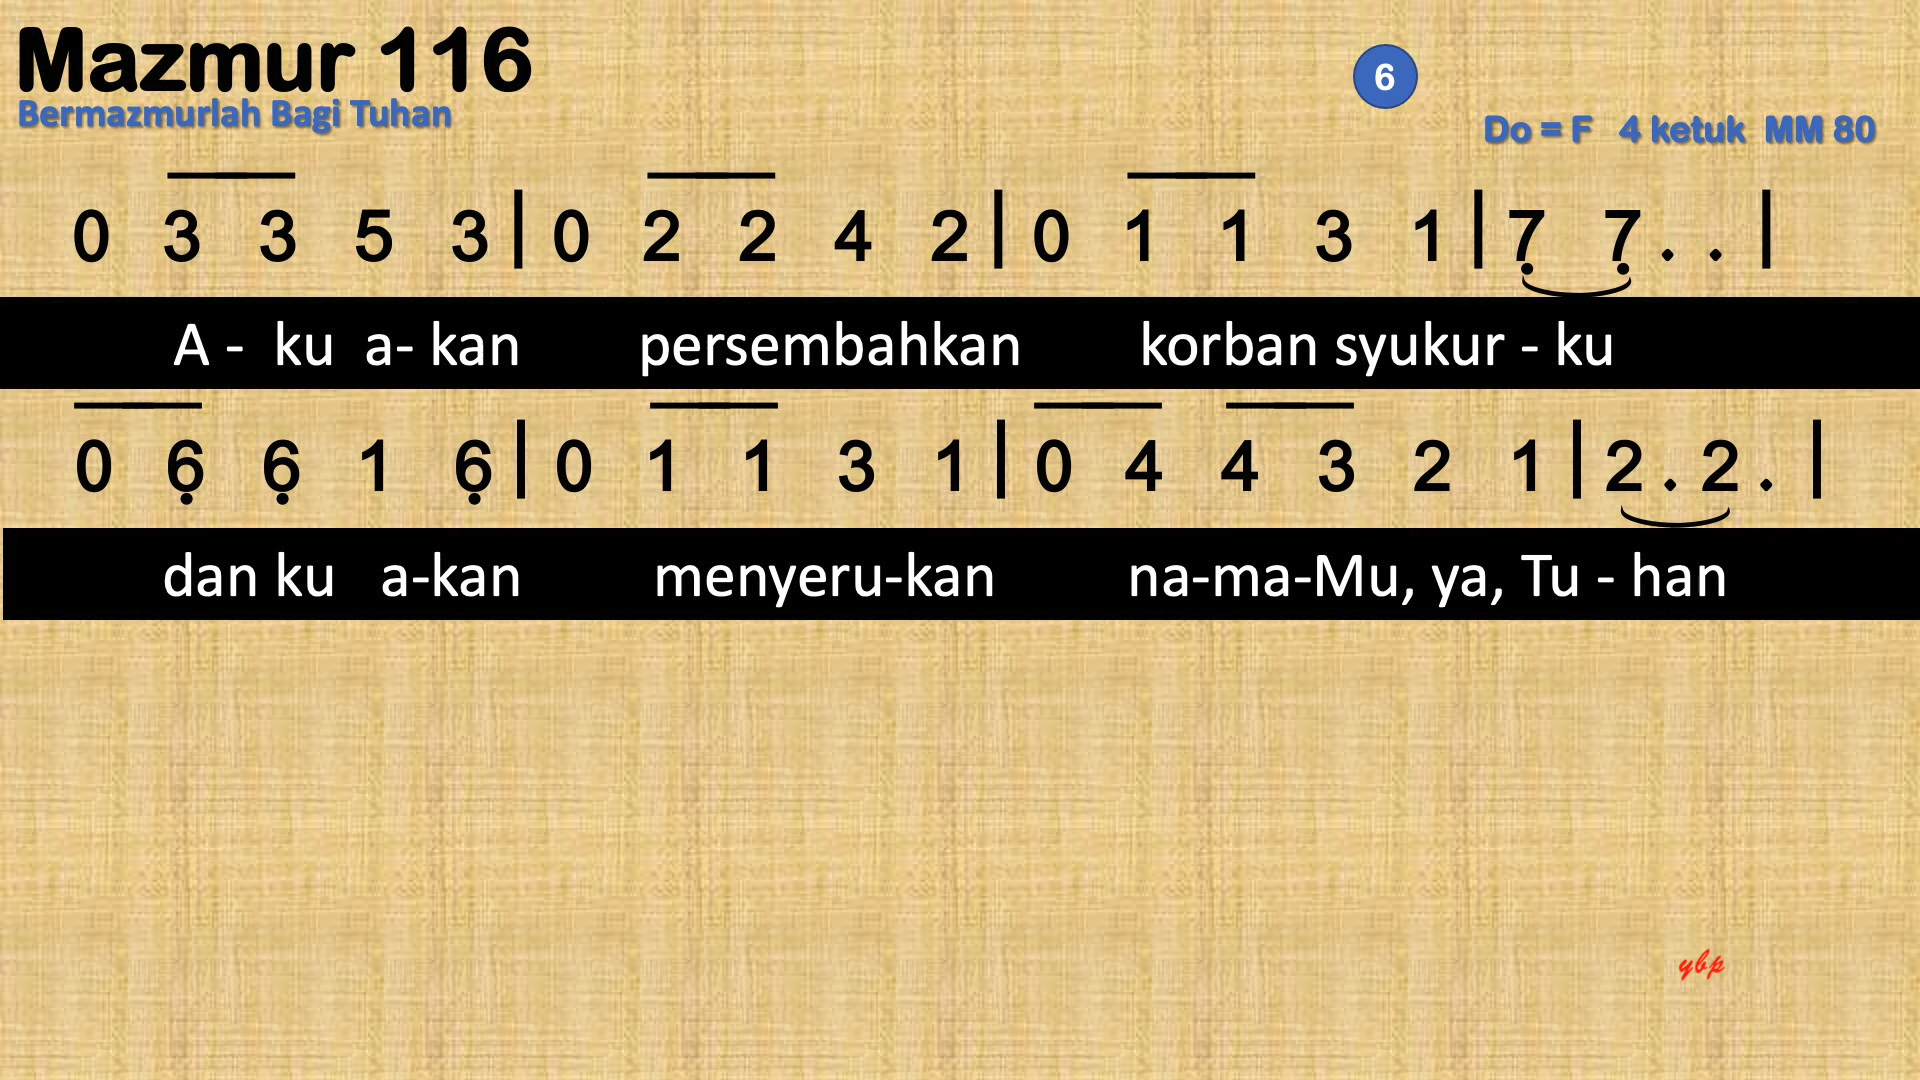 Mazmur 116
6
Bermazmurlah Bagi Tuhan
Do = F 4 ketuk MM 80
0 3 3 5 3 | 0 2 2 4 2 | 0 1 1 3 1 | 7̣ 7̣ . . |
A - ku a- kan persembahkan korban syukur - ku
0 6̣ 6̣ 1 6̣ | 0 1 1 3 1 | 0 4 4 3 2 1 | 2 . 2 . |
dan ku a-kan menyeru-kan na-ma-Mu, ya, Tu - han
ybp